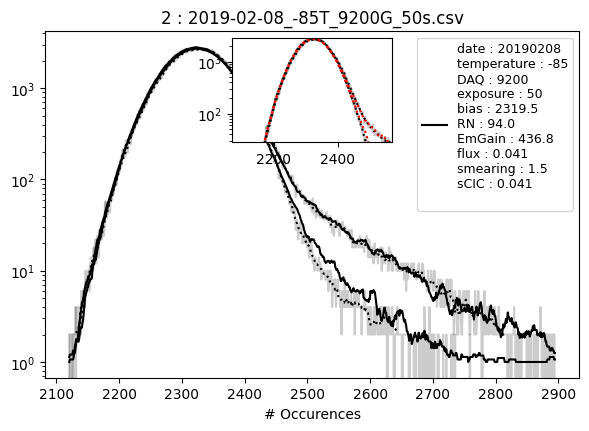 2 : 2019-02-08_-85T_9200G_50s.csv
date : 20190208
temperature : -85
DAQ : 9200
exposure : 50
bias : 2319.5
RN : 94.0
EmGain : 436.8
flux : 0.041
smearing : 1.5
sCIC : 0.041
10³
10²
2200 2400
10³
10²
10¹
10⁰
2100 2200 2300 2400 2500 2600 2700 2800 2900
# Occurences